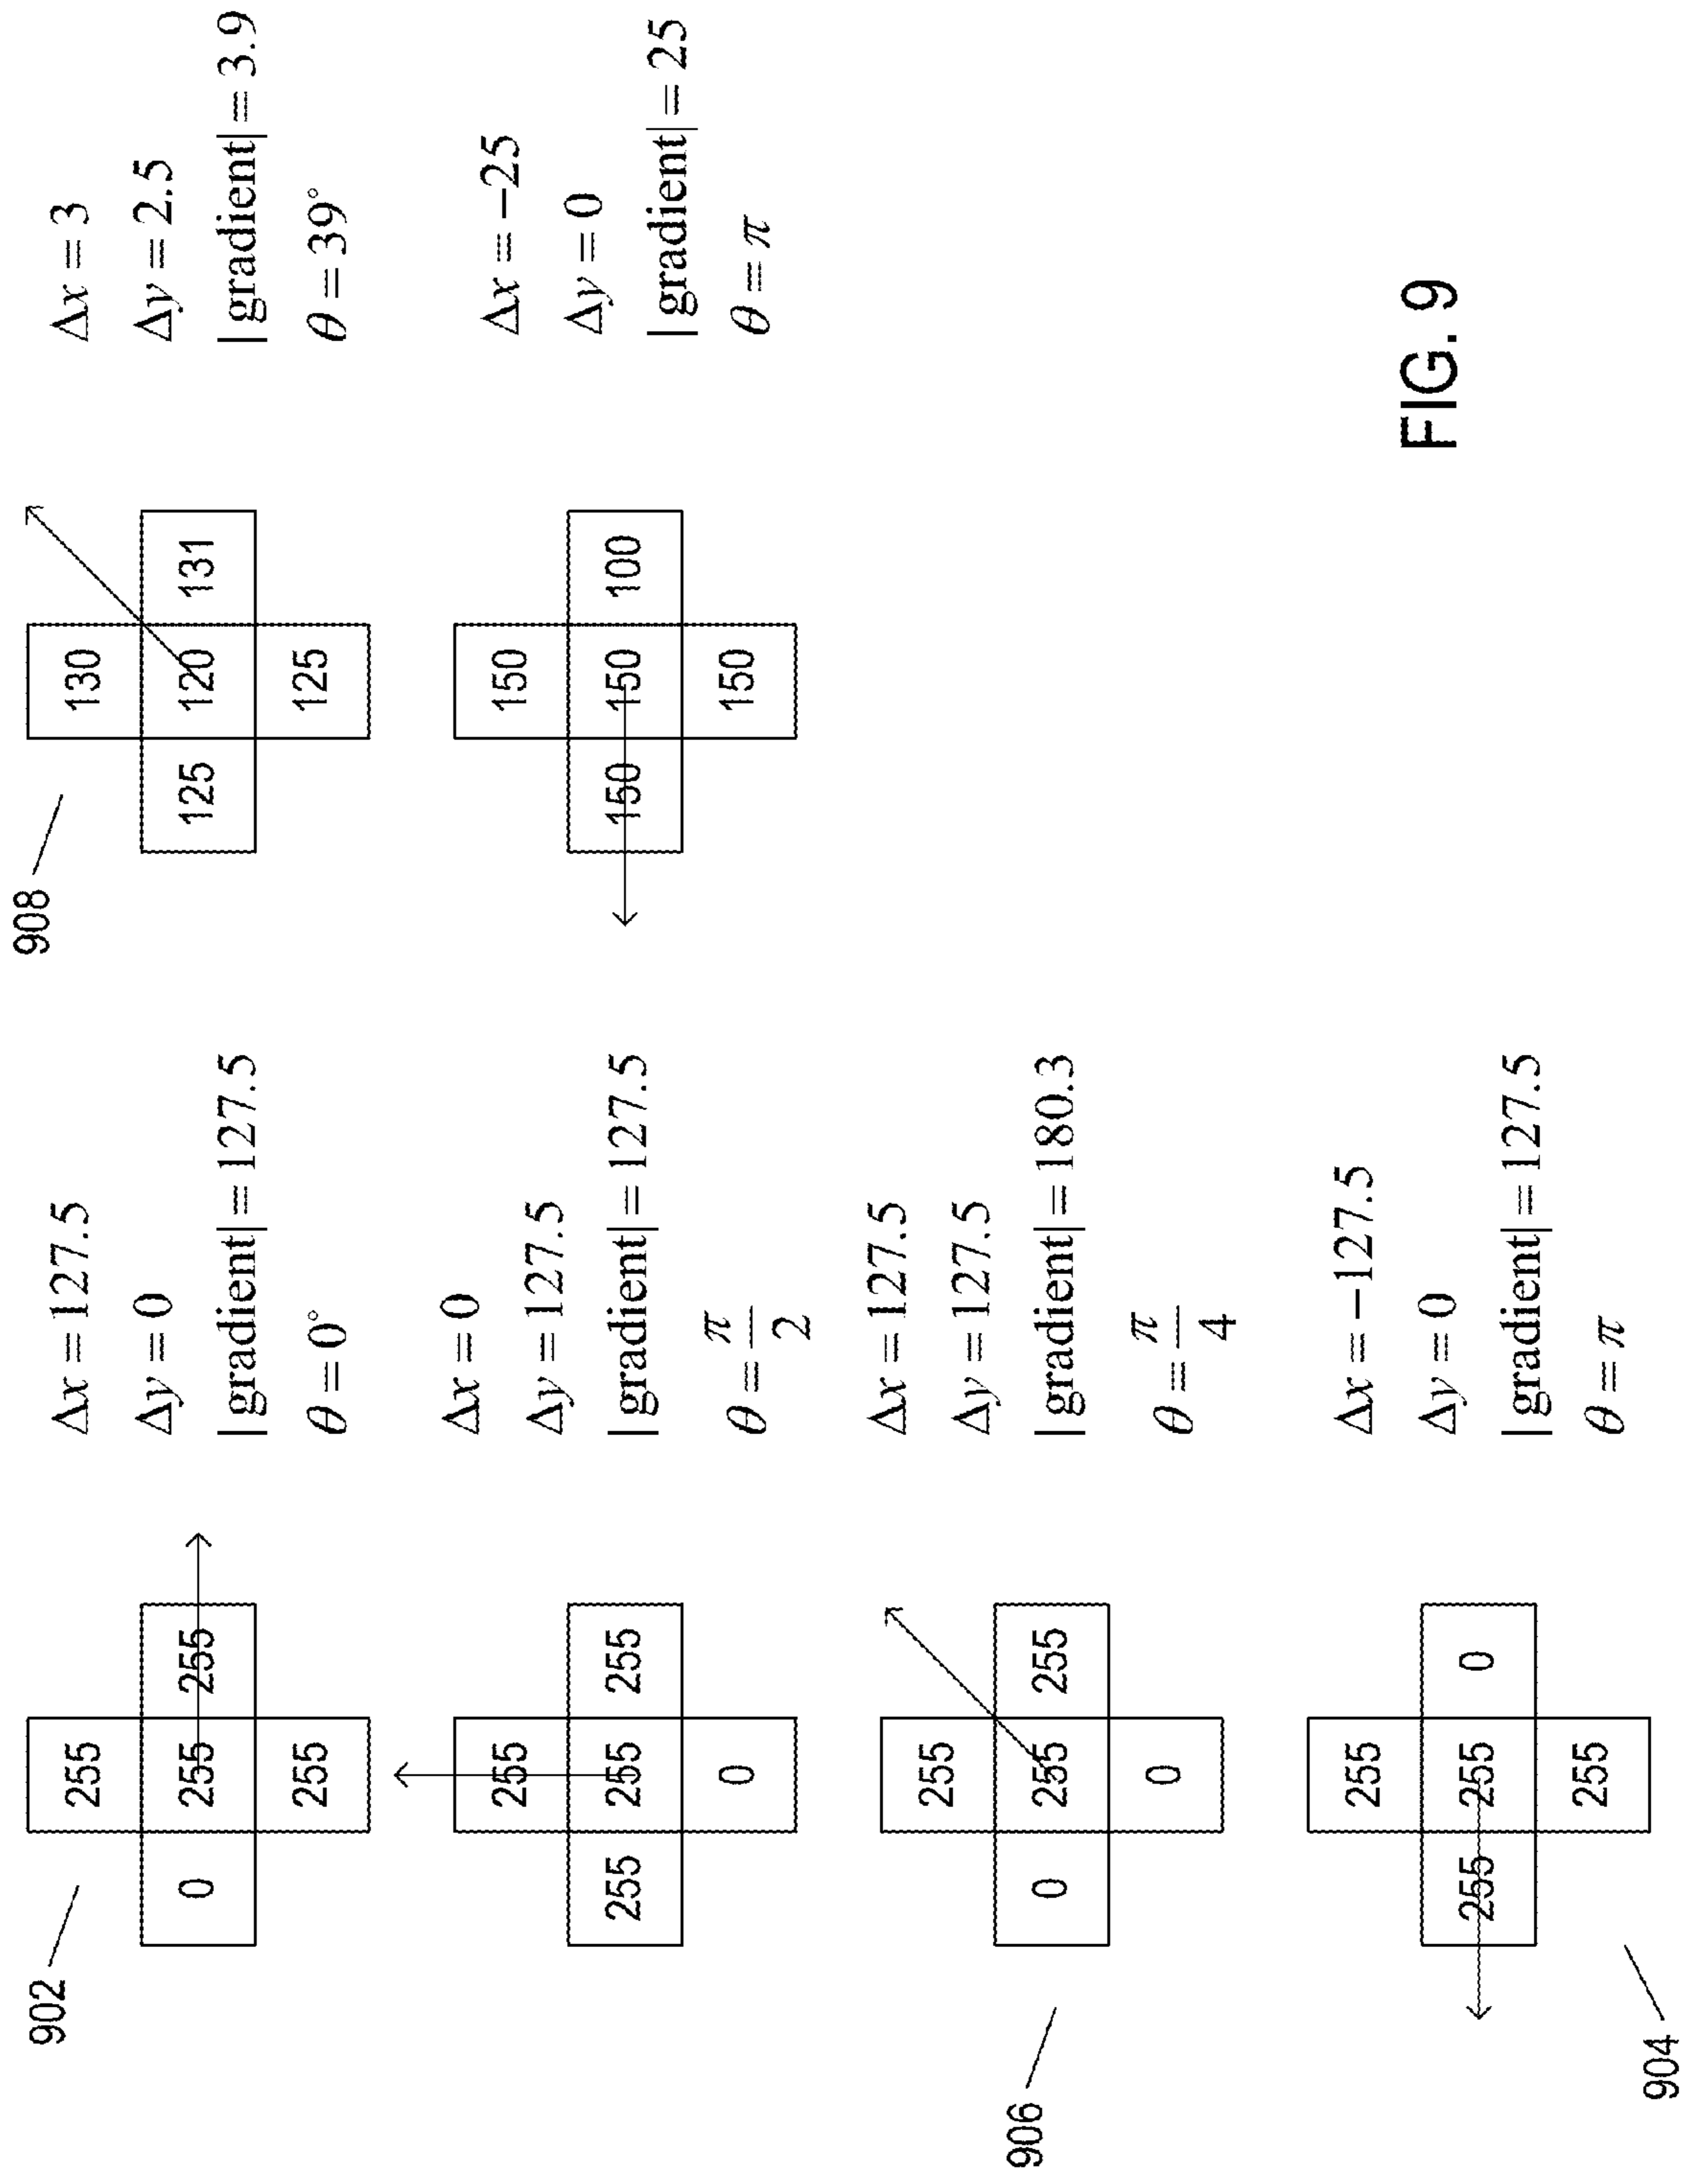 902
255
0 255 255
255
Δx = 127.5
Δy = 0
|gradient| = 127.5
θ = 0°
255
255 255 255
0
Δx = 0
Δy = 127.5
|gradient| = 127.5
θ = π/2
906
255
0 255 255
0
Δx = 127.5
Δy = 127.5
|gradient| = 180.3
θ = π/4
904
255
255 255 0
255
Δx = −127.5
Δy = 0
|gradient| = 127.5
θ = π
908
130
125 120 131
125
Δx = 3
Δy = 2.5
|gradient| = 3.9
θ = 39°
150
150 150 100
150
Δx = −25
Δy = 0
|gradient| = 25
θ = π
FIG. 9